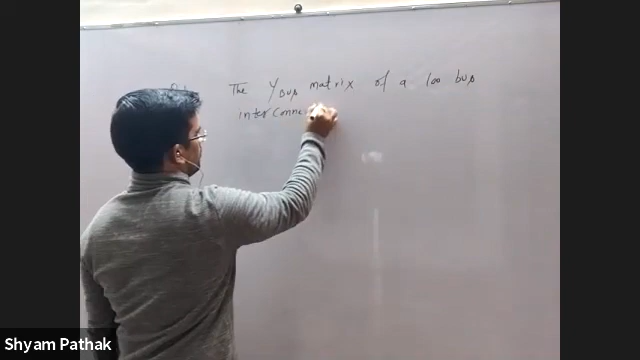 The YBUS matrix of a 100 bus
interconne
Shyam Pathak